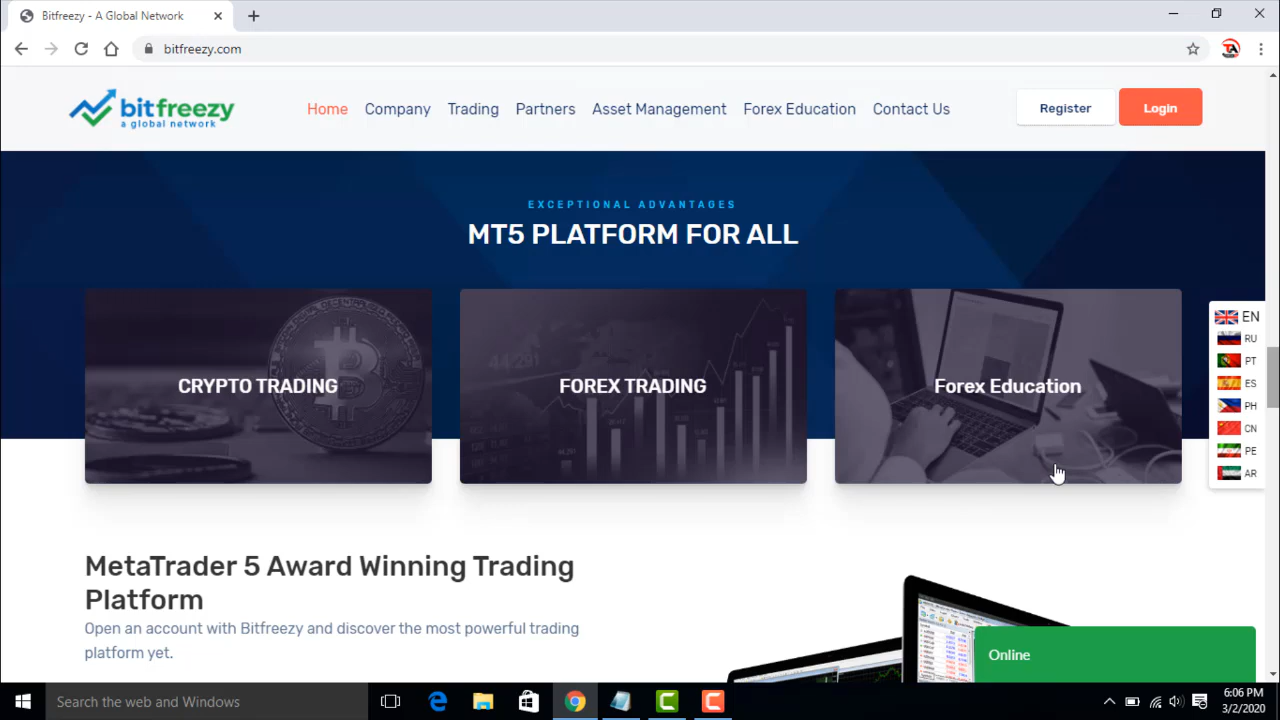 Bitfreezy - A Global Network
bitfreezy.com
bitfreezy
a global network
Home Company Trading Partners Asset Management Forex Education Contact Us
Register Login
EXCEPTIONAL ADVANTAGES
MT5 PLATFORM FOR ALL
CRYPTO TRADING
FOREX TRADING
Forex Education
EN
RU
PT
ES
PH
CN
PE
AR
MetaTrader 5 Award Winning Trading
Platform
Open an account with Bitfreezy and discover the most powerful trading
platform yet.
Online
Search the web and Windows
6:06 PM
3/2/2020